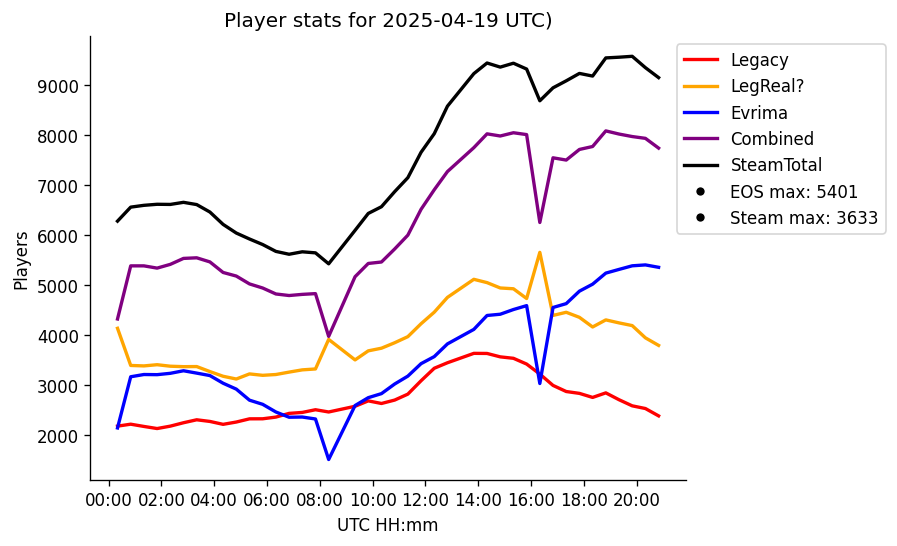 Player stats for 2025-04-19 UTC)
Legacy
LegReal?
Evrima
Combined
SteamTotal
EOS max: 5401
Steam max: 3633
Players
9000
8000
7000
6000
5000
4000
3000
2000
00:00 02:00 04:00 06:00 08:00 10:00 12:00 14:00 16:00 18:00 20:00
UTC HH:mm